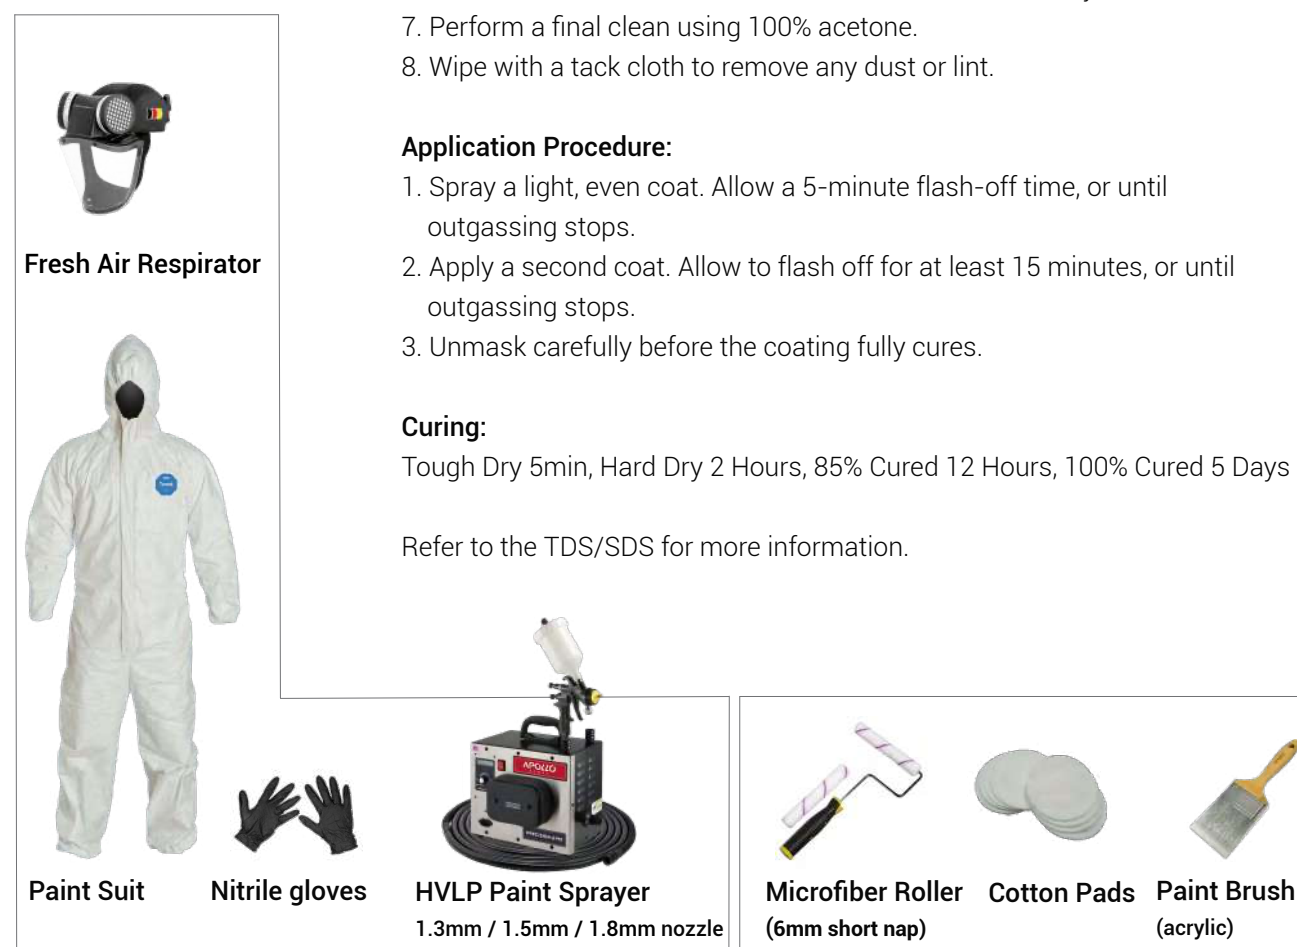 7. Perform a final clean using 100% acetone.
8. Wipe with a tack cloth to remove any dust or lint.
Application Procedure:
1. Spray a light, even coat. Allow a 5-minute flash-off time, or until
outgassing stops.
2. Apply a second coat. Allow to flash off for at least 15 minutes, or until
outgassing stops.
3. Unmask carefully before the coating fully cures.
Curing:
Tough Dry 5min, Hard Dry 2 Hours, 85% Cured 12 Hours, 100% Cured 5 Days
Refer to the TDS/SDS for more information.
Fresh Air Respirator
APOLLO
Paint Suit
Nitrile gloves
HVLP Paint Sprayer
1.3mm / 1.5mm / 1.8mm nozzle
Microfiber Roller
(6mm short nap)
Cotton Pads
Paint Brush
(acrylic)